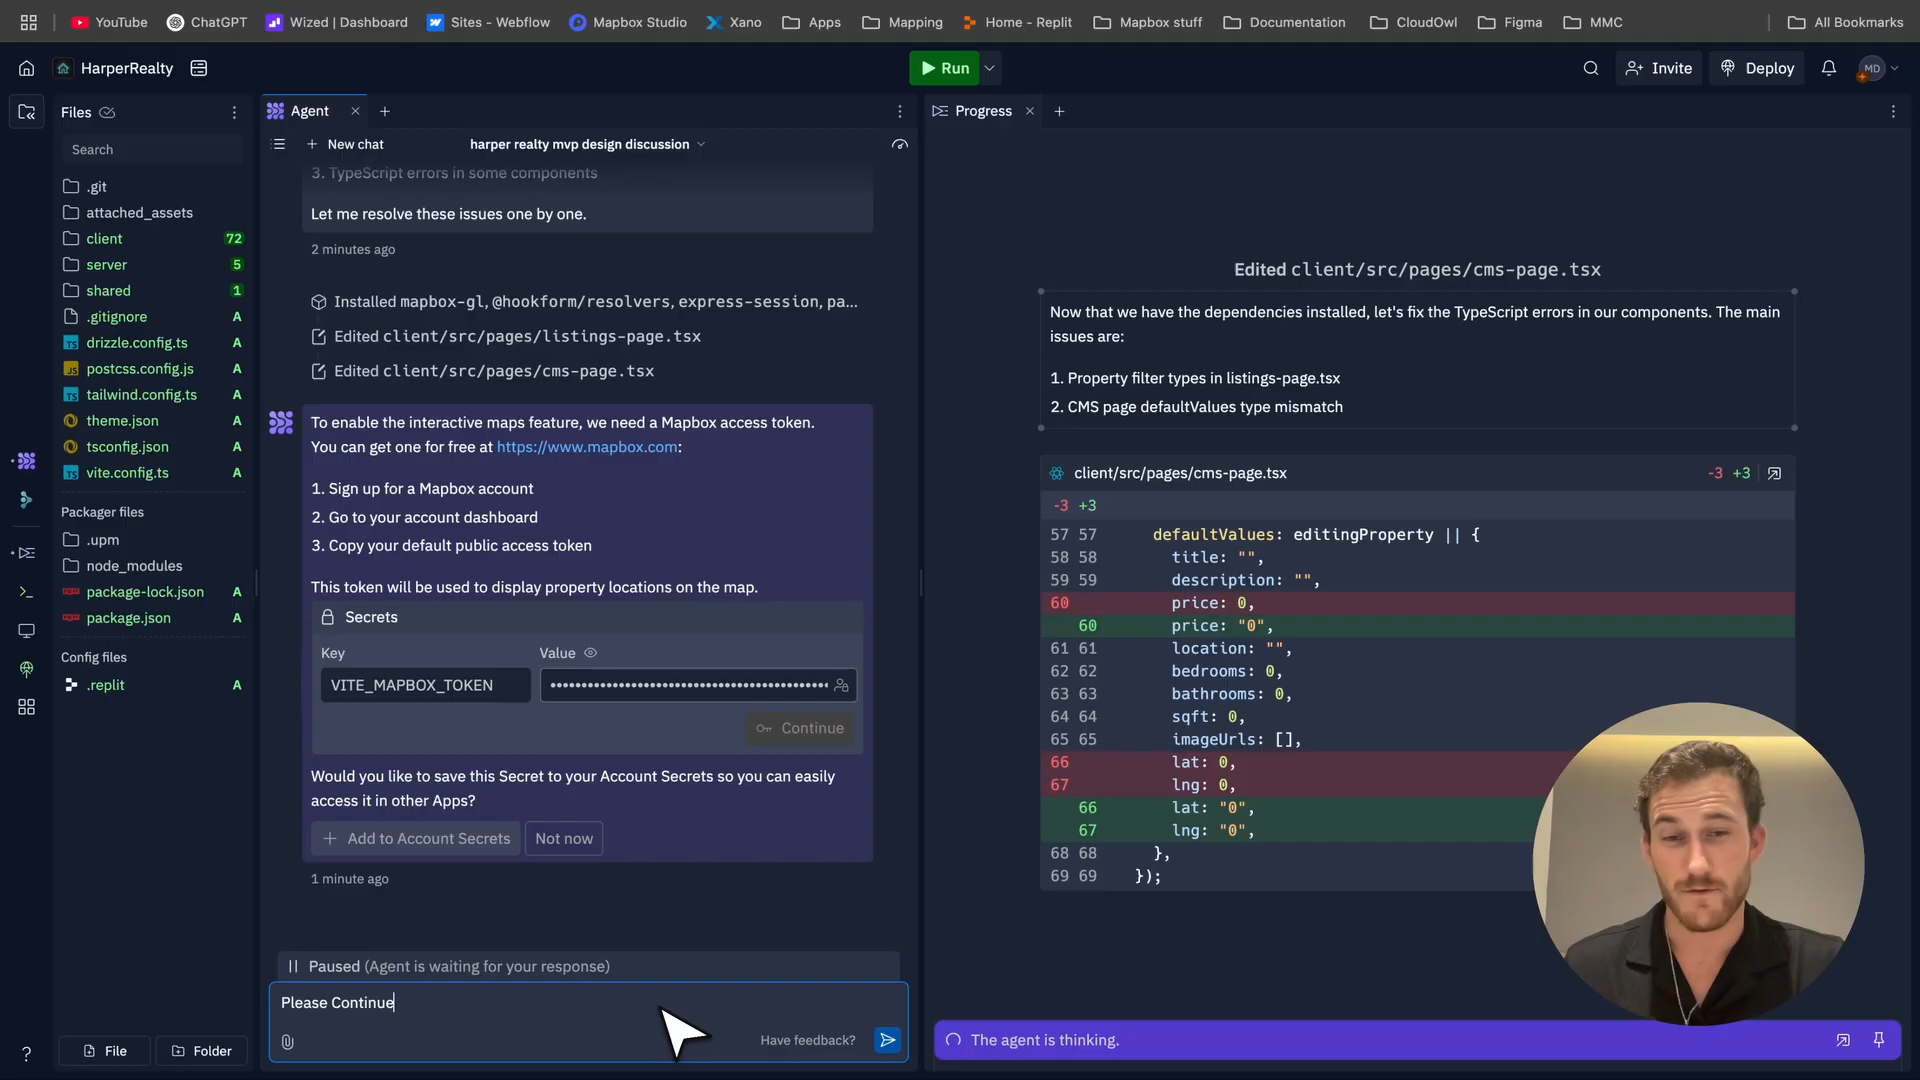 YouTube
ChatGPT
Wized | Dashboard
Sites - Webflow
Mapbox Studio
Xano
Apps
Mapping
Home - Replit
Mapbox stuff
Documentation
CloudOwl
Figma
MMC
All Bookmarks
HarperRealty
Run
Invite
Deploy
MD
Files
Search
.git
attached_assets
client 72
server 5
shared 1
.gitignore A
drizzle.config.ts A
postcss.config.js A
tailwind.config.ts A
theme.json A
tsconfig.json A
vite.config.ts A
Packager files
.upm
node_modules
package-lock.json A
package.json A
Config files
.replit A
File
Folder
Agent
New chat
harper realty mvp design discussion
3. TypeScript errors in some components
Let me resolve these issues one by one.
2 minutes ago
Installed mapbox-gl, @hookform/resolvers, express-session, pa...
Edited client/src/pages/listings-page.tsx
Edited client/src/pages/cms-page.tsx
To enable the interactive maps feature, we need a Mapbox access token.
You can get one for free at https://www.mapbox.com:
1. Sign up for a Mapbox account
2. Go to your account dashboard
3. Copy your default public access token
This token will be used to display property locations on the map.
Secrets
Key
Value
VITE_MAPBOX_TOKEN
Continue
Would you like to save this Secret to your Account Secrets so you can easily
access it in other Apps?
+ Add to Account Secrets
Not now
1 minute ago
Paused (Agent is waiting for your response)
Please Continue
Have feedback?
Progress
Edited client/src/pages/cms-page.tsx
Now that we have the dependencies installed, let's fix the TypeScript errors in our components. The main
issues are:
1. Property filter types in listings-page.tsx
2. CMS page defaultValues type mismatch
client/src/pages/cms-page.tsx -3 +3
-3 +3
57 57 defaultValues: editingProperty || {
58 58 title: "",
59 59 description: "",
60 price: 0,
60 price: "0",
61 61 location: "",
62 62 bedrooms: 0,
63 63 bathrooms: 0,
64 64 sqft: 0,
65 65 imageUrls: [],
66 lat: 0,
67 lng: 0,
66 lat: "0",
67 lng: "0",
68 68 },
69 69 });
The agent is thinking.